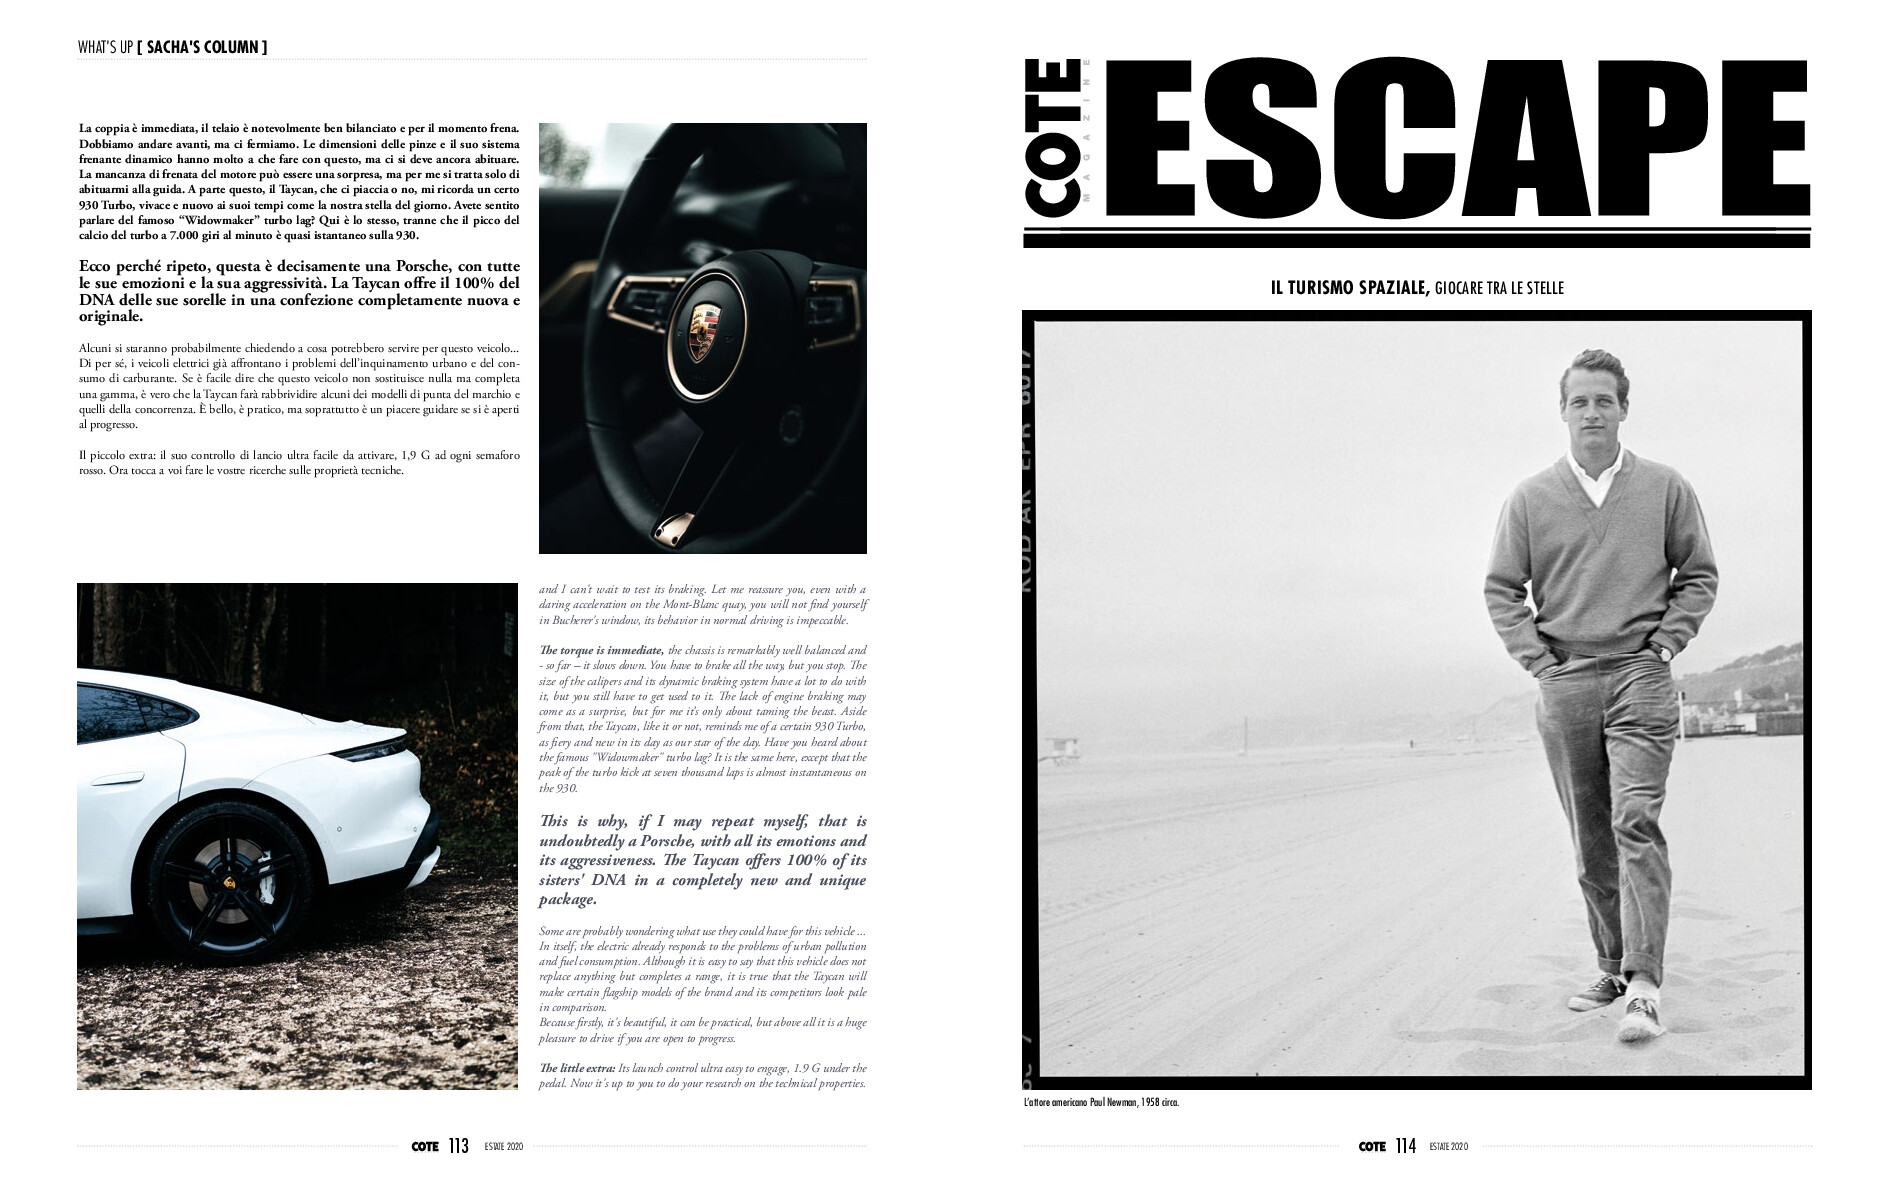 WHAT'S UP [ SACHA'S COLUMN ]
La coppia è immediata, il telaio è notevolmente ben bilanciato e per il momento frena.
Dobbiamo andare avanti, ma ci fermiamo. Le dimensioni delle pinze e il suo sistema
frenante dinamico hanno molto a che fare con questo, ma ci si deve ancora abituare.
La mancanza di frenata del motore può essere una sorpresa, ma per me si tratta solo di
abituarmi alla guida. A parte questo, il Taycan, che ci piaccia o no, mi ricorda un certo
930 Turbo, vivace e nuovo ai suoi tempi come la nostra stella del giorno. Avete sentito
parlare del famoso “Widowmaker” turbo lag? Qui è lo stesso, tranne che il picco del
calcio del turbo a 7.000 giri al minuto è quasi istantaneo sulla 930.
Ecco perché ripeto, questa è decisamente una Porsche, con tutte
le sue emozioni e la sua aggressività. La Taycan offre il 100% del
DNA delle sue sorelle in una confezione completamente nuova e
originale.
Alcuni si staranno probabilmente chiedendo a cosa potrebbero servire per questo veicolo...
Di per sé, i veicoli elettrici già affrontano i problemi dell'inquinamento urbano e del con-
sumo di carburante. Se è facile dire che questo veicolo non sostituisce nulla ma completa
una gamma, è vero che la Taycan farà rabbrividire alcuni dei modelli di punta del marchio e
quelli della concorrenza. È bello, è pratico, ma soprattutto è un piacere guidare se si è aperti
al progresso.
Il piccolo extra: il suo controllo di lancio ultra facile da attivare, 1,9 G ad ogni semaforo
rosso. Ora tocca a voi fare le vostre ricerche sulle proprietà tecniche.
and I can't wait to test its braking. Let me reassure you, even with a
daring acceleration on the Mont-Blanc quay, you will not find yourself
in Bucherer's window, its behavior in normal driving is impeccable.
The torque is immediate, the chassis is remarkably well balanced and
- so far – it slows down. You have to brake all the way, but you stop. The
size of the calipers and its dynamic braking system have a lot to do with
it, but you still have to get used to it. The lack of engine braking may
come as a surprise, but for me it's only about taming the beast. Aside
from that, the Taycan, like it or not, reminds me of a certain 930 Turbo,
as fiery and new in its day as our star of the day. Have you heard about
the famous "Widowmaker" turbo lag? It is the same here, except that the
peak of the turbo kick at seven thousand laps is almost instantaneous on
the 930.
This is why, if I may repeat myself, that is
undoubtedly a Porsche, with all its emotions and
its aggressiveness. The Taycan offers 100% of its
sisters' DNA in a completely new and unique
package.
Some are probably wondering what use they could have for this vehicle ...
In itself, the electric already responds to the problems of urban pollution
and fuel consumption. Although it is easy to say that this vehicle does not
replace anything but completes a range, it is true that the Taycan will
make certain flagship models of the brand and its competitors look pale
in comparison.
Because firstly, it's beautiful, it can be practical, but above all it is a huge
pleasure to drive if you are open to progress.
The little extra: Its launch control ultra easy to engage, 1.9 G under the
pedal. Now it's up to you to do your research on the technical properties.
COTE 113 ESTATE 2020
COTE
MAGAZINE
ESCAPE
IL TURISMO SPAZIALE, GIOCARE TRA LE STELLE
L'attore americano Paul Newman, 1958 circa.
COTE 114 ESTATE 2020